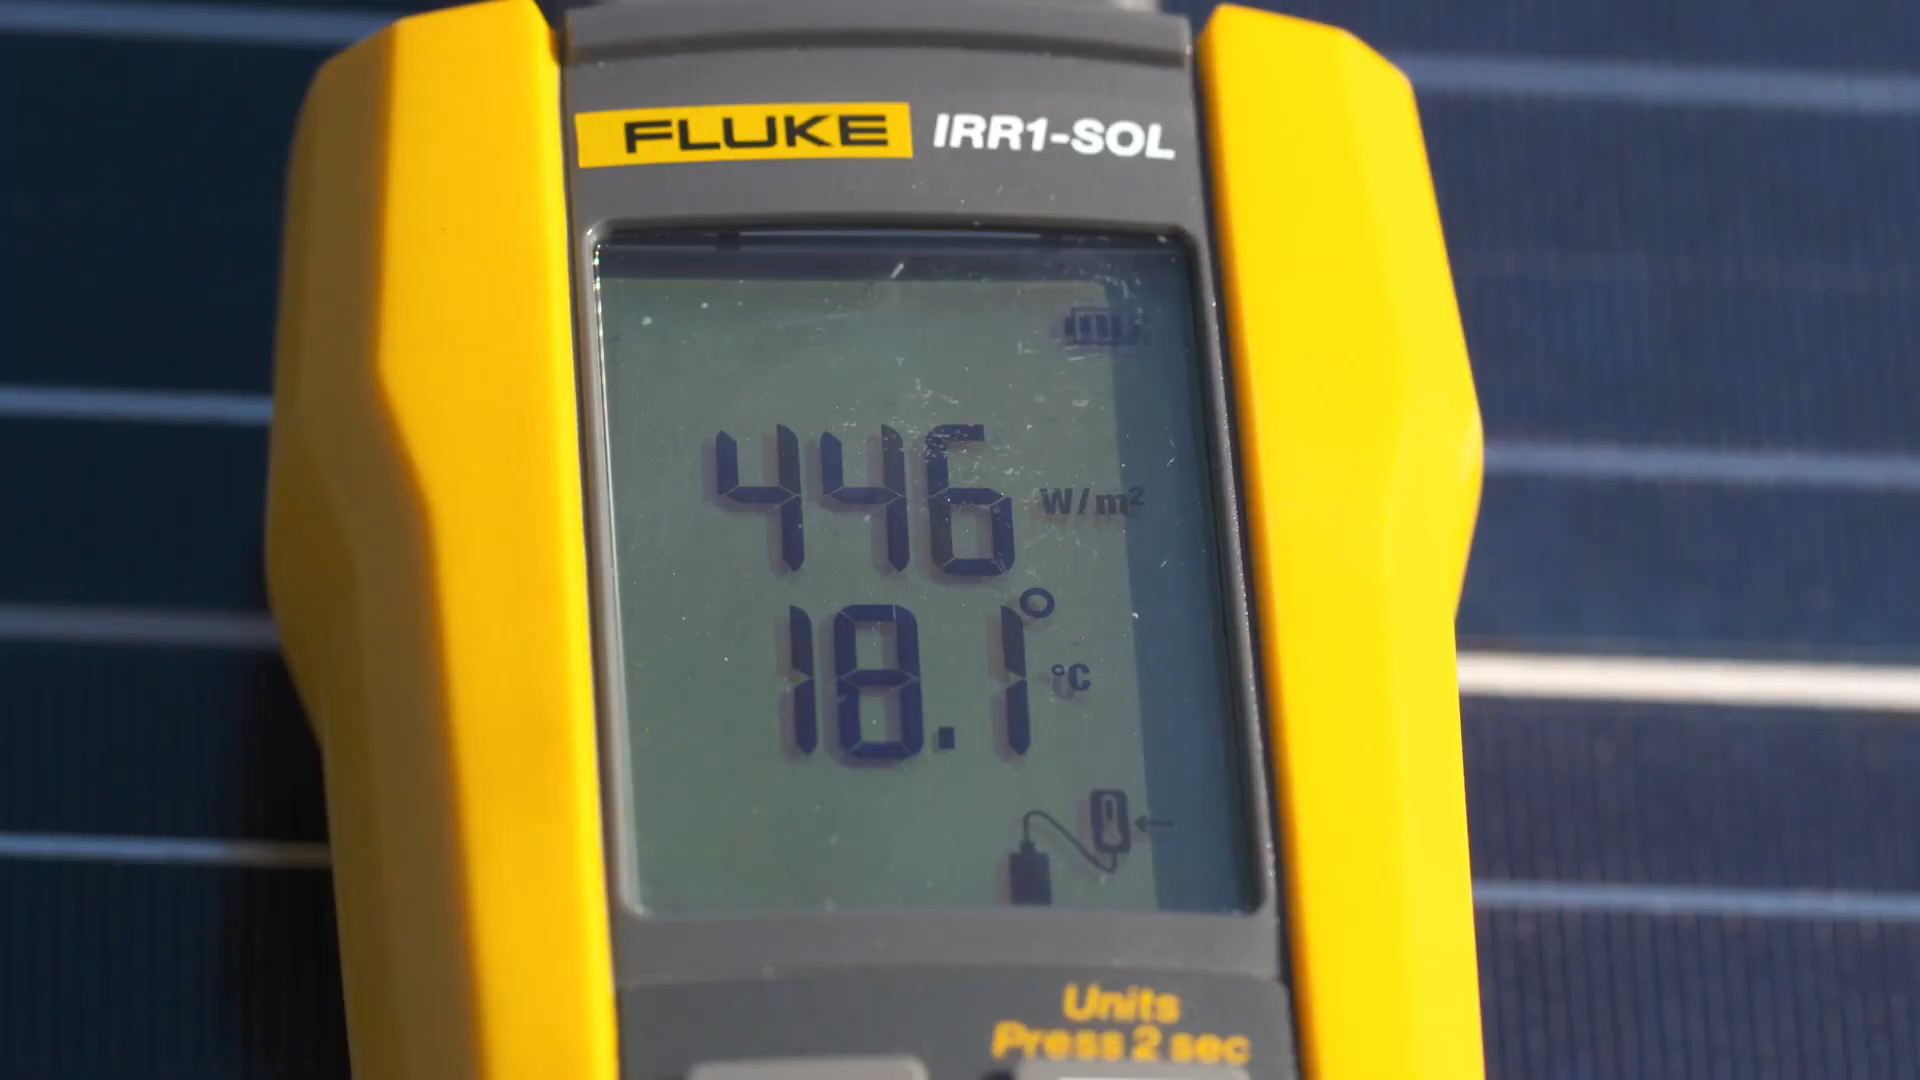 FLUKE IRR1-SOL
446 W/m²
18.1° °C
Units
Press 2 sec